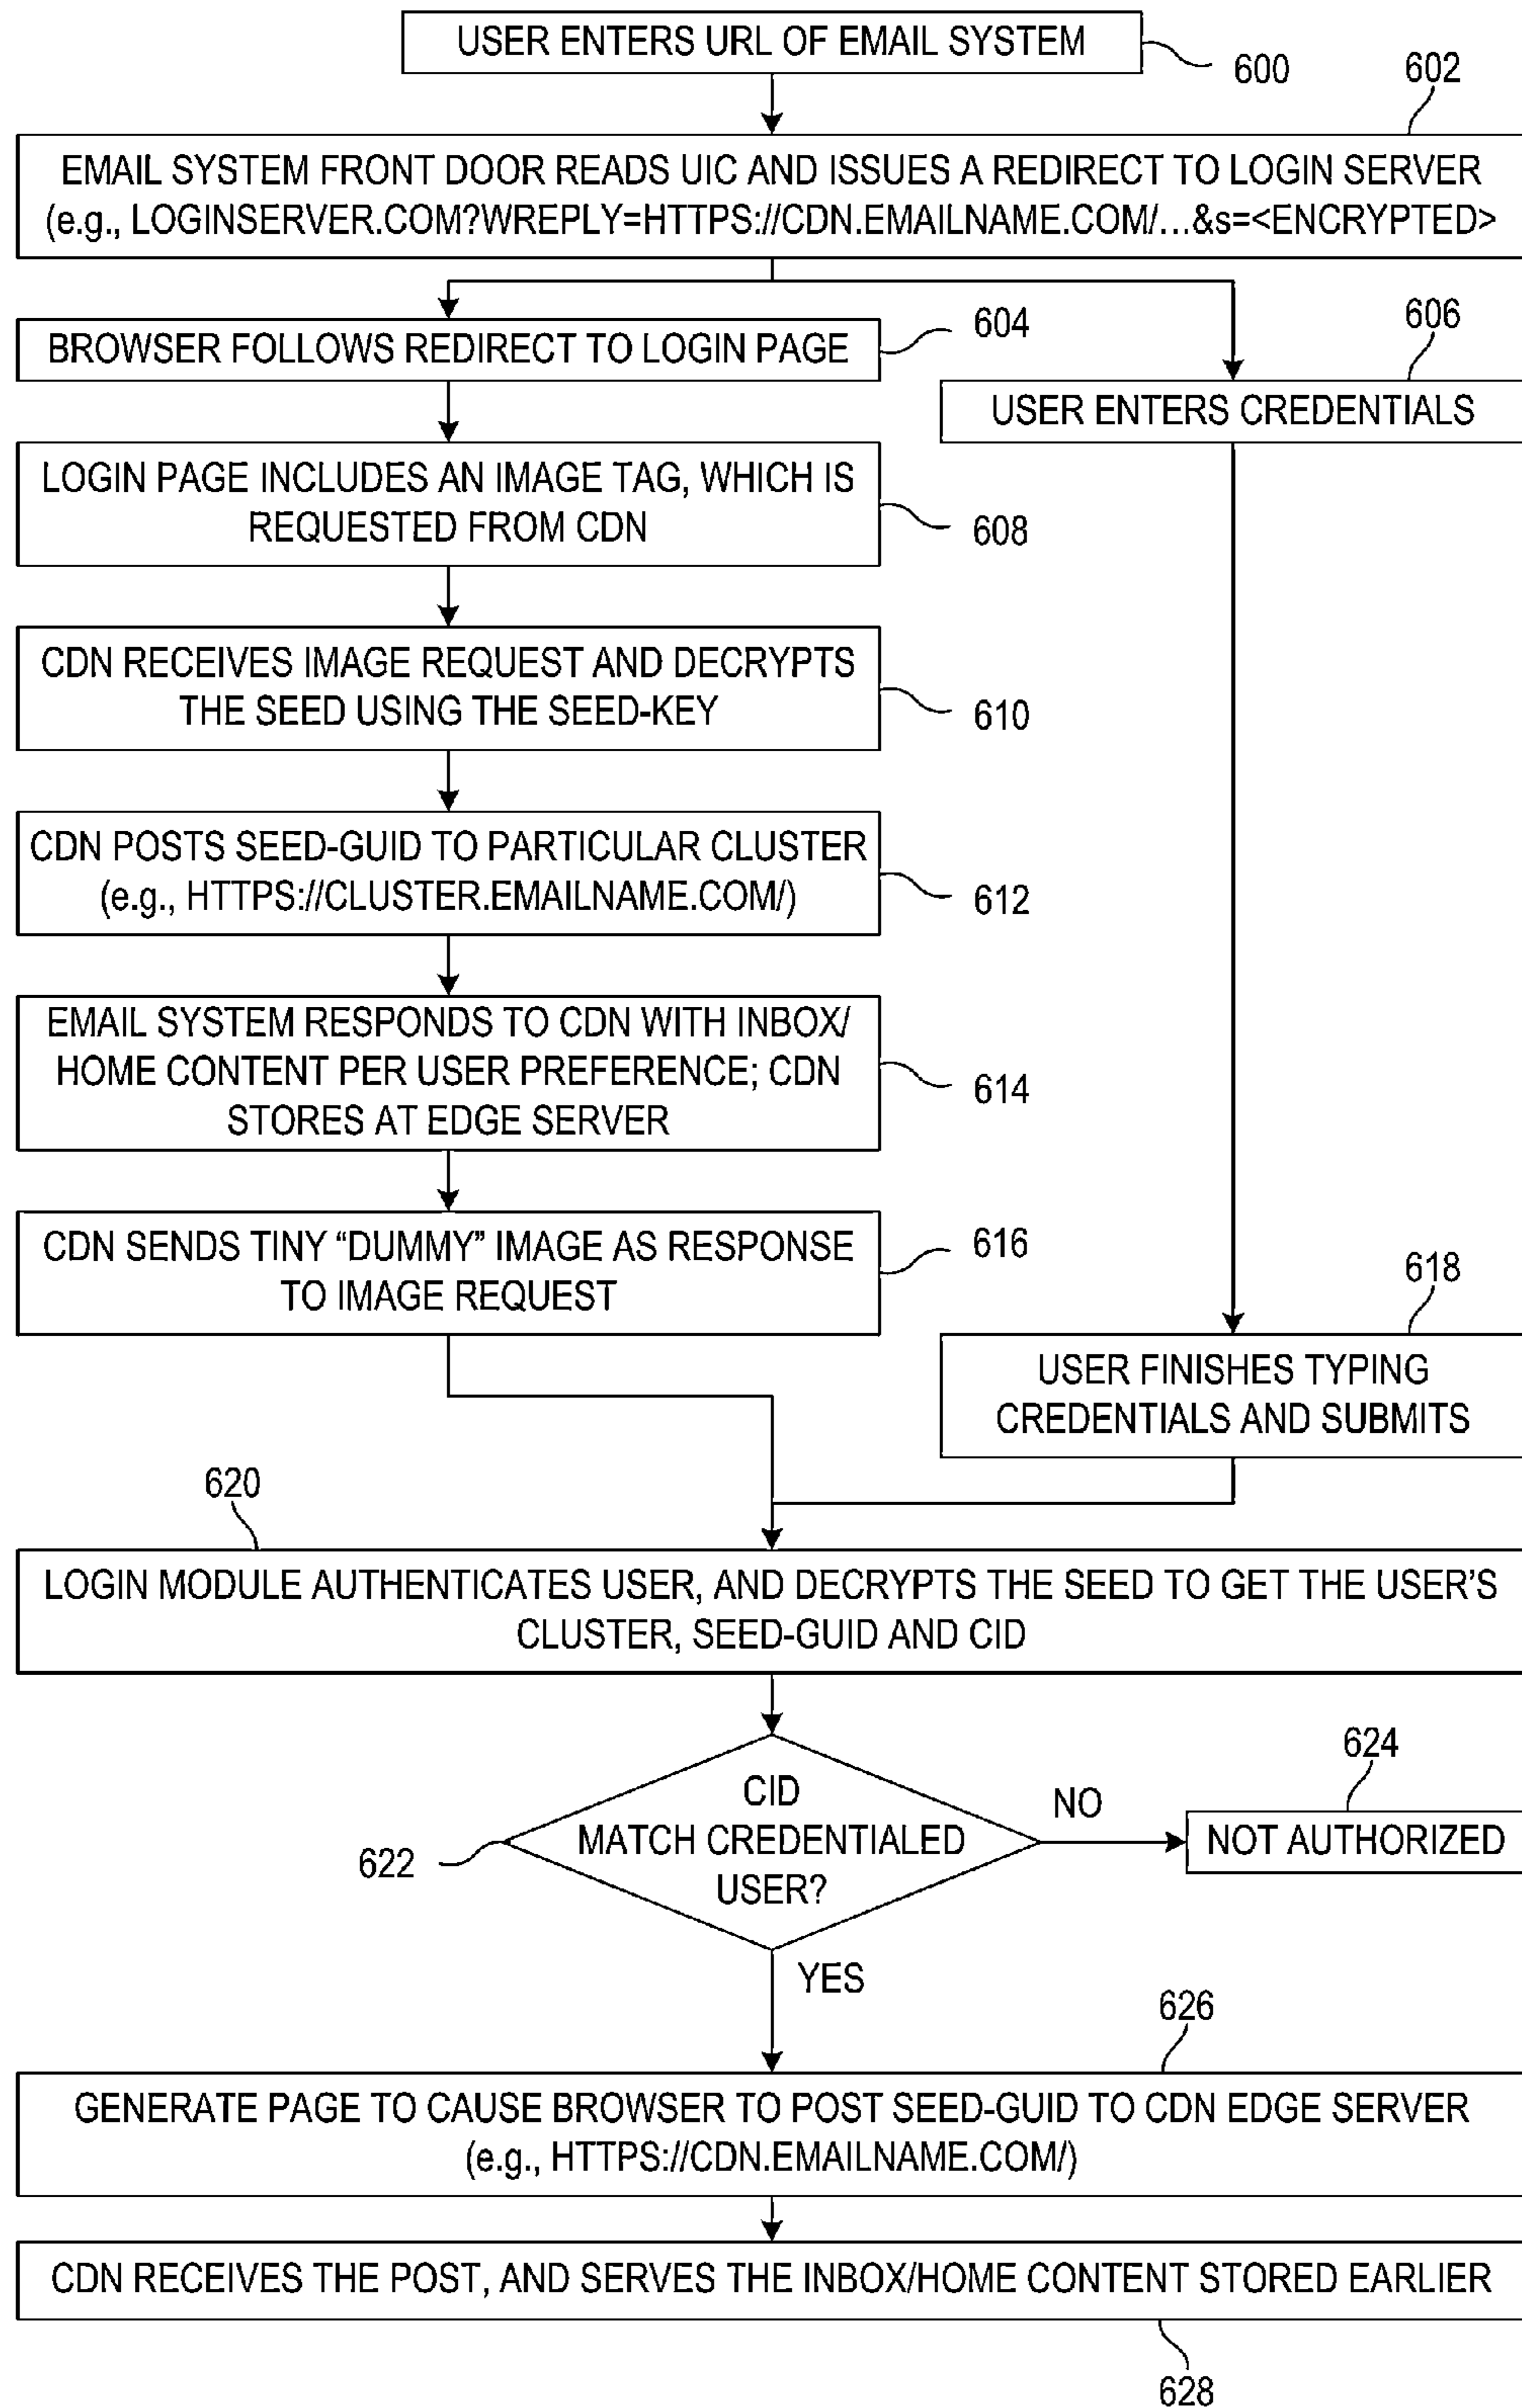 USER ENTERS URL OF EMAIL SYSTEM
600
602
EMAIL SYSTEM FRONT DOOR READS UIC AND ISSUES A REDIRECT TO LOGIN SERVER
(e.g., LOGINSERVER.COM?WREPLY=HTTPS://CDN.EMAILNAME.COM/...&s=<ENCRYPTED>
BROWSER FOLLOWS REDIRECT TO LOGIN PAGE
604
606
USER ENTERS CREDENTIALS
LOGIN PAGE INCLUDES AN IMAGE TAG, WHICH IS
REQUESTED FROM CDN
608
CDN RECEIVES IMAGE REQUEST AND DECRYPTS
THE SEED USING THE SEED-KEY
610
CDN POSTS SEED-GUID TO PARTICULAR CLUSTER
(e.g., HTTPS://CLUSTER.EMAILNAME.COM/)
612
EMAIL SYSTEM RESPONDS TO CDN WITH INBOX/
HOME CONTENT PER USER PREFERENCE; CDN
STORES AT EDGE SERVER
614
CDN SENDS TINY “DUMMY” IMAGE AS RESPONSE
TO IMAGE REQUEST
616
618
USER FINISHES TYPING
CREDENTIALS AND SUBMITS
620
LOGIN MODULE AUTHENTICATES USER, AND DECRYPTS THE SEED TO GET THE USER'S
CLUSTER, SEED-GUID AND CID
CID
MATCH CREDENTIALED
USER?
622
NO
624
NOT AUTHORIZED
YES
626
GENERATE PAGE TO CAUSE BROWSER TO POST SEED-GUID TO CDN EDGE SERVER
(e.g., HTTPS://CDN.EMAILNAME.COM/)
CDN RECEIVES THE POST, AND SERVES THE INBOX/HOME CONTENT STORED EARLIER
628